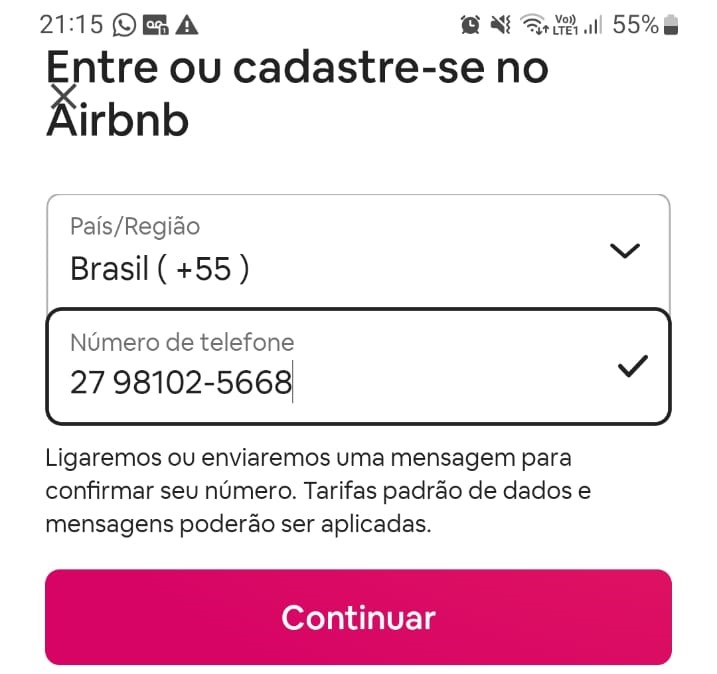 21:15
Vo)) LTE1 55%
Entre ou cadastre-se no
Airbnb
País/Região
Brasil ( +55 )
Número de telefone
27 98102-5668
Ligaremos ou enviaremos uma mensagem para
confirmar seu número. Tarifas padrão de dados e
mensagens poderão ser aplicadas.
Continuar